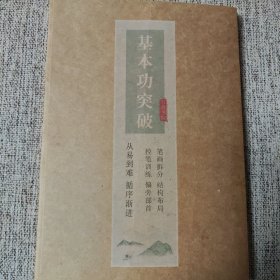 基本功突破
笔画拆分 结构布局
控笔训练 偏旁部首
从易到难 循序渐进